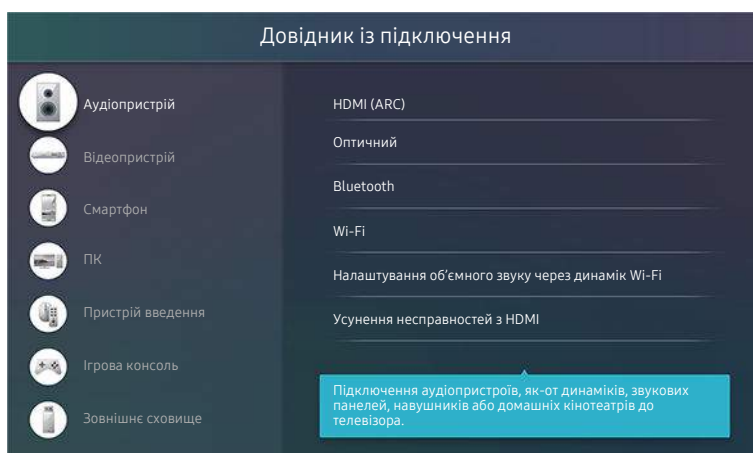 Довідник із підключення
Аудіопристрій
Відеопристрій
Смартфон
ПК
Пристрій введення
Ігрова консоль
Зовнішнє сховище
HDMI (ARC)
Оптичний
Bluetooth
Wi-Fi
Налаштування об’ємного звуку через динамік Wi-Fi
Усунення несправностей з HDMI
Підключення аудіопристроїв, як-от динаміків, звукових
панелей, навушників або домашніх кінотеатрів до
телевізора.